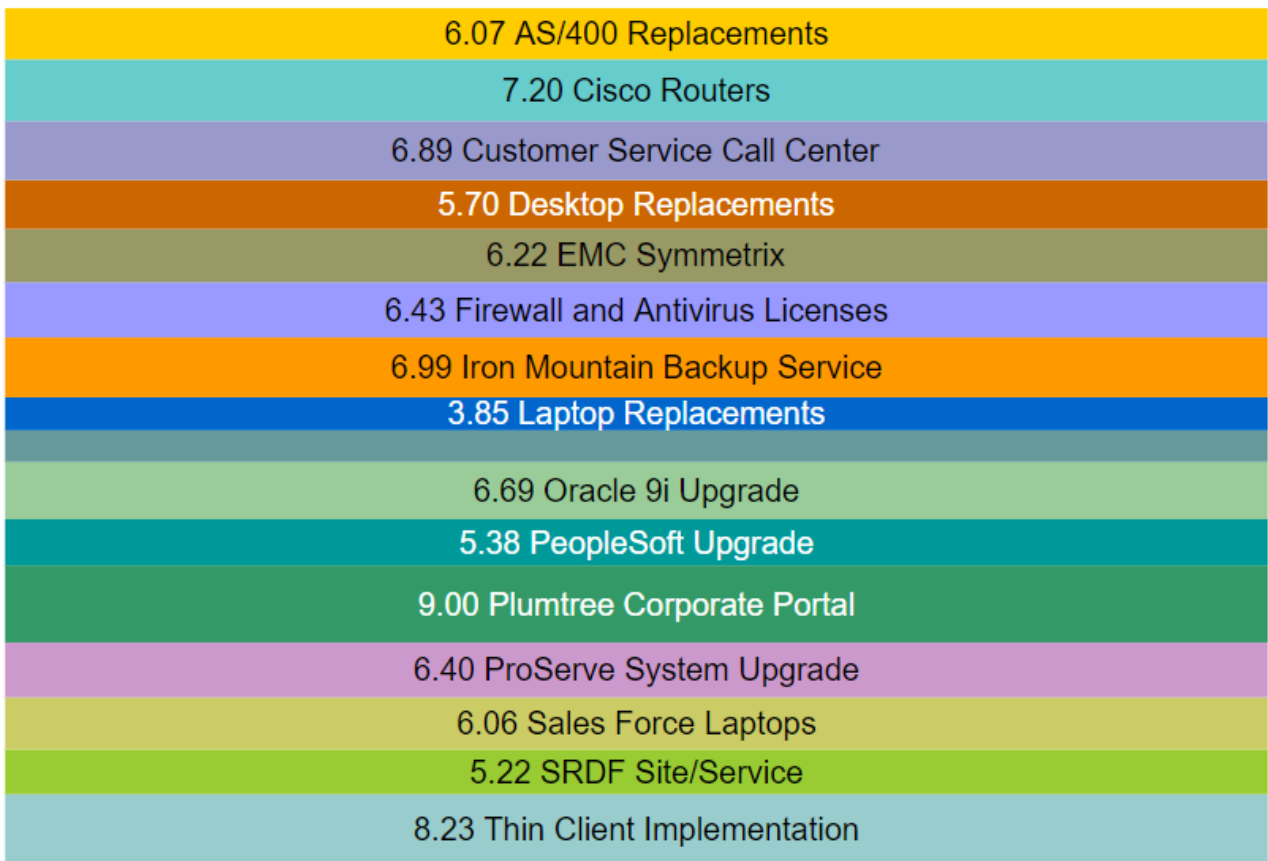 6.07 AS/400 Replacements
7.20 Cisco Routers
6.89 Customer Service Call Center
5.70 Desktop Replacements
6.22 EMC Symmetrix
6.43 Firewall and Antivirus Licenses
6.99 Iron Mountain Backup Service
3.85 Laptop Replacements
6.69 Oracle 9i Upgrade
5.38 PeopleSoft Upgrade
9.00 Plumtree Corporate Portal
6.40 ProServe System Upgrade
6.06 Sales Force Laptops
5.22 SRDF Site/Service
8.23 Thin Client Implementation